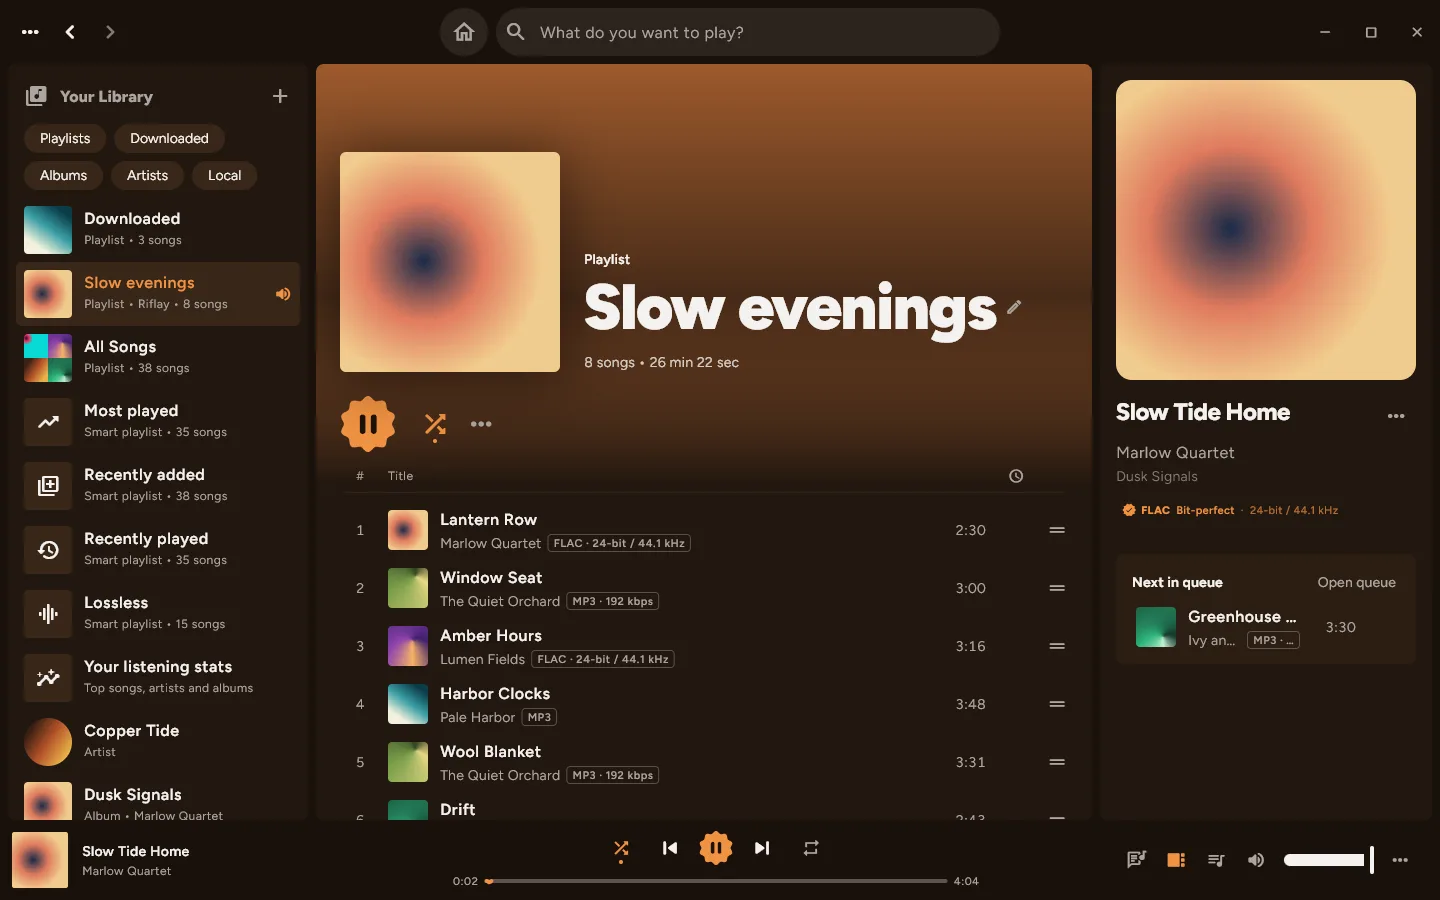 What do you want to play?
Your Library
Playlists
Downloaded
Albums
Artists
Local
Downloaded
Playlist • 3 songs
Slow evenings
Playlist • Riflay • 8 songs
All Songs
Playlist • 38 songs
Most played
Smart playlist • 35 songs
Recently added
Smart playlist • 38 songs
Recently played
Smart playlist • 35 songs
Lossless
Smart playlist • 15 songs
Your listening stats
Top songs, artists and albums
Copper Tide
Artist
Dusk Signals
Album • Marlow Quartet
Playlist
Slow evenings
8 songs • 26 min 22 sec
# Title
1 Lantern Row 2:30
Marlow Quartet FLAC · 24-bit / 44.1 kHz
2 Window Seat 3:00
The Quiet Orchard MP3 · 192 kbps
3 Amber Hours 3:16
Lumen Fields FLAC · 24-bit / 44.1 kHz
4 Harbor Clocks 3:48
Pale Harbor MP3
5 Wool Blanket 3:31
The Quiet Orchard MP3 · 192 kbps
6 Drift 2:43
Slow Tide Home
Marlow Quartet
Dusk Signals
FLAC Bit-perfect · 24-bit / 44.1 kHz
Next in queue
Open queue
Greenhouse ...
Ivy an... MP3 · ...
3:30
Slow Tide Home
Marlow Quartet
0:02
4:04